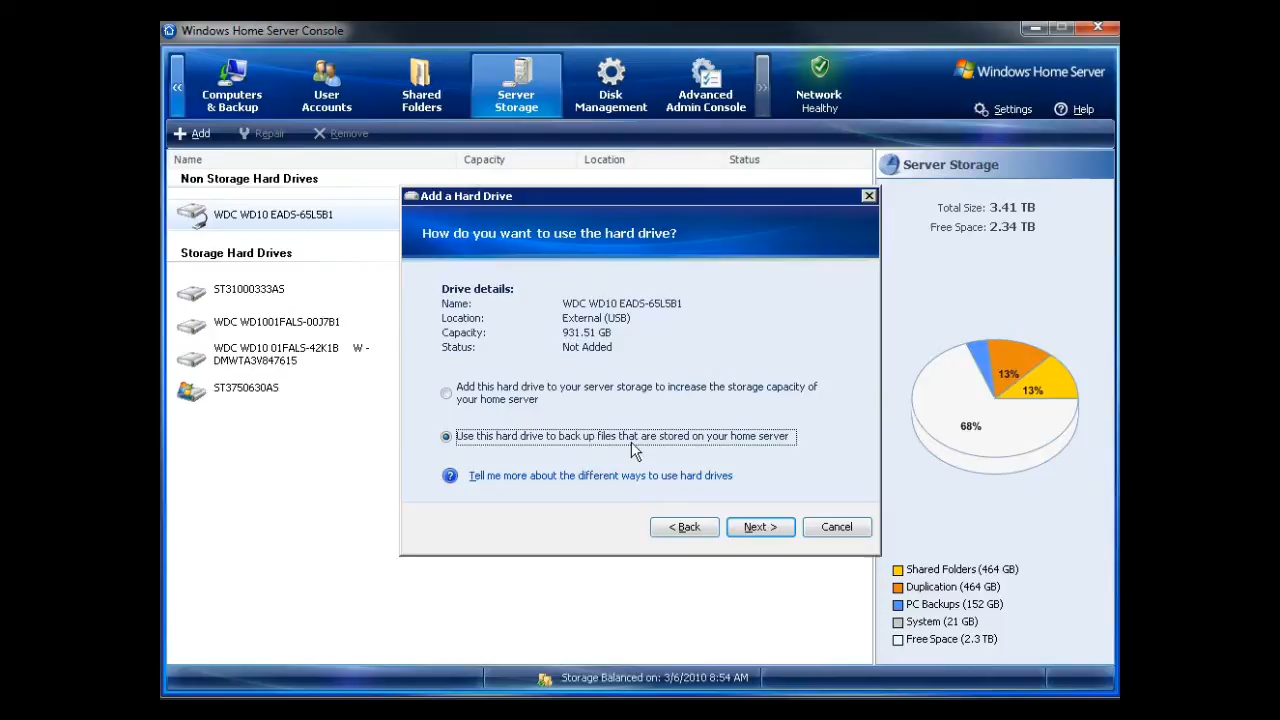 Windows Home Server Console
«
Computers
& Backup
User
Accounts
Shared
Folders
Server
Storage
Disk
Management
Advanced
Admin Console
»
Network
Healthy
Windows Home Server
Settings
Help
Add
Repair
Remove
Name Capacity Location Status
Non Storage Hard Drives
WDC WD10 EADS-65L5B1
Storage Hard Drives
ST31000333AS
WDC WD1001FALS-00J7B1
WDC WD10 01FALS-42K1B W -
DMWTA3V847615
ST3750630AS
Add a Hard Drive
How do you want to use the hard drive?
Drive details:
Name: WDC WD10 EADS-65L5B1
Location: External (USB)
Capacity: 931.51 GB
Status: Not Added
Add this hard drive to your server storage to increase the storage capacity of
your home server
Use this hard drive to back up files that are stored on your home server
Tell me more about the different ways to use hard drives
< Back
Next >
Cancel
Server Storage
Total Size: 3.41 TB
Free Space: 2.34 TB
13%
13%
68%
Shared Folders (464 GB)
Duplication (464 GB)
PC Backups (152 GB)
System (21 GB)
Free Space (2.3 TB)
Storage Balanced on: 3/6/2010 8:54 AM